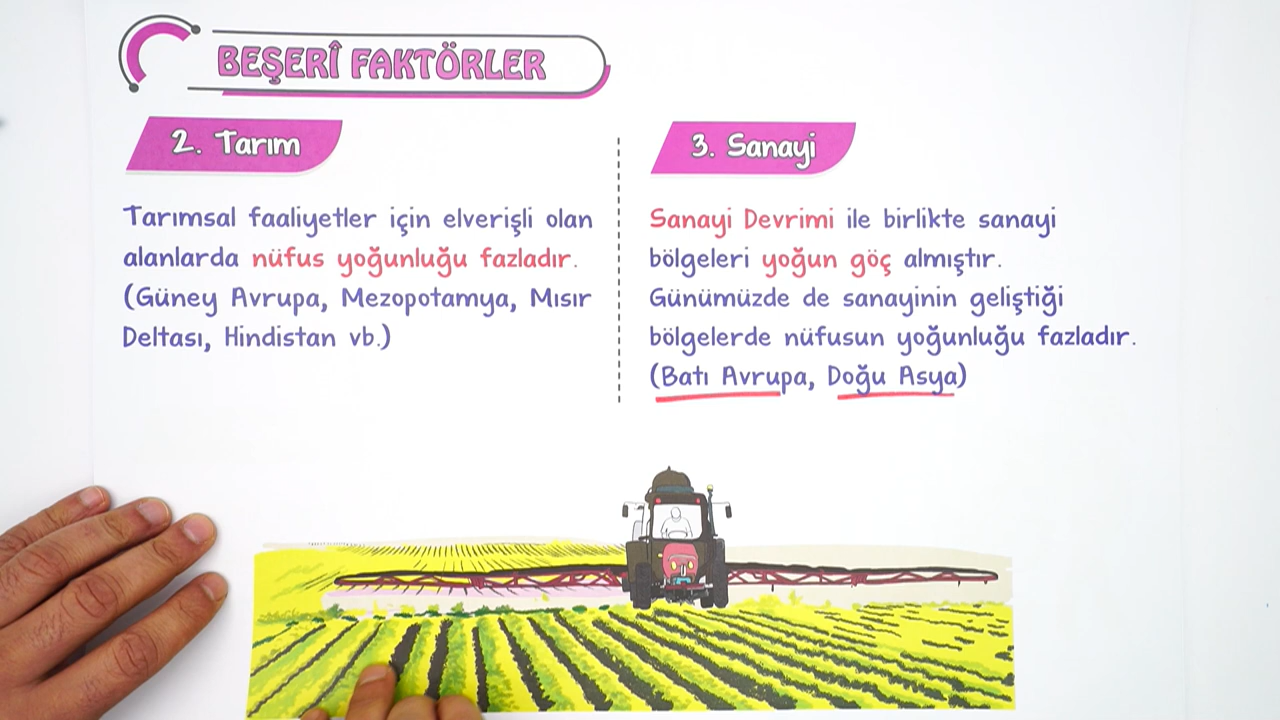 BEŞERÎ FAKTÖRLER
2. Tarım
Tarımsal faaliyetler için elverişli olan
alanlarda nüfus yoğunluğu fazladır.
(Güney Avrupa, Mezopotamya, Mısır
Deltası, Hindistan vb.)
3. Sanayi
Sanayi Devrimi ile birlikte sanayi
bölgeleri yoğun göç almıştır.
Günümüzde de sanayinin geliştiği
bölgelerde nüfusun yoğunluğu fazladır.
(Batı Avrupa, Doğu Asya)